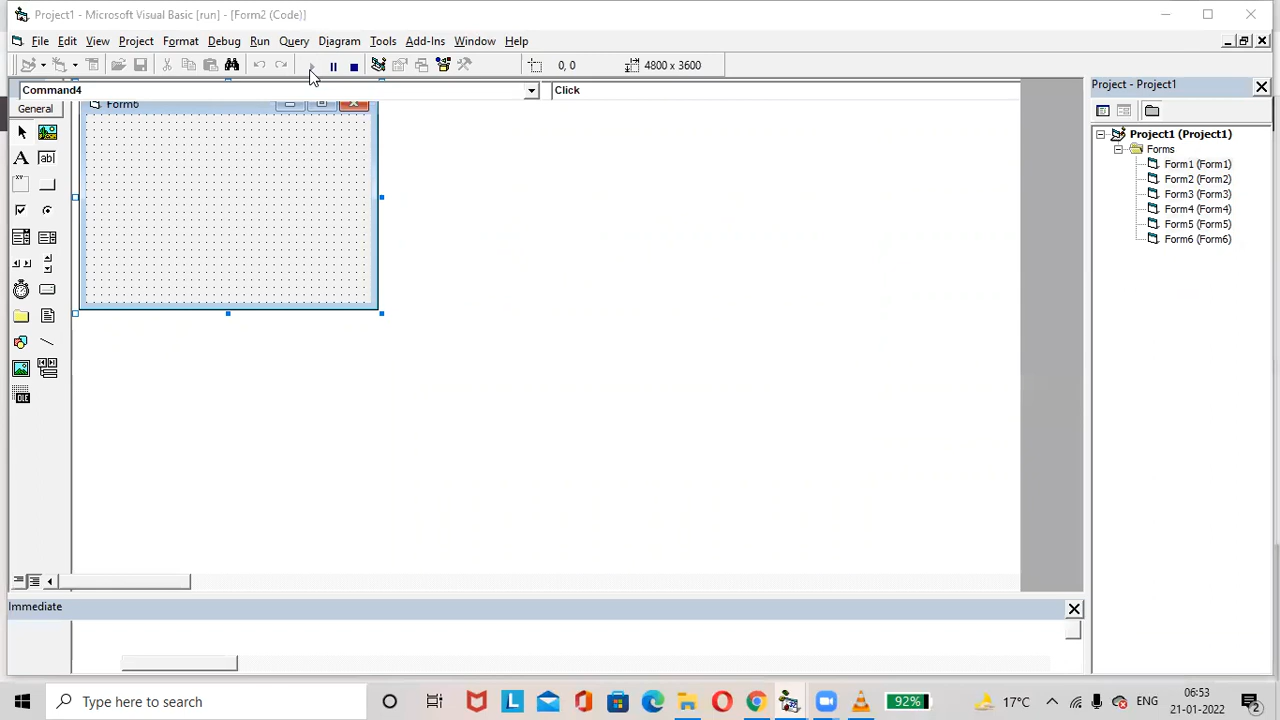 Project1 - Microsoft Visual Basic [run] - [Form2 (Code)]
File Edit View Project Format Debug Run Query Diagram Tools Add-Ins Window Help
0, 0 4800 x 3600
Command4 Click
Project - Project1
Form6
General
A ab|
Project1 (Project1)
Forms
Form1 (Form1)
Form2 (Form2)
Form3 (Form3)
Form4 (Form4)
Form5 (Form5)
Form6 (Form6)
OLE
Immediate
Type here to search
L
92%
17°C
ENG
06:53
21-01-2022
2